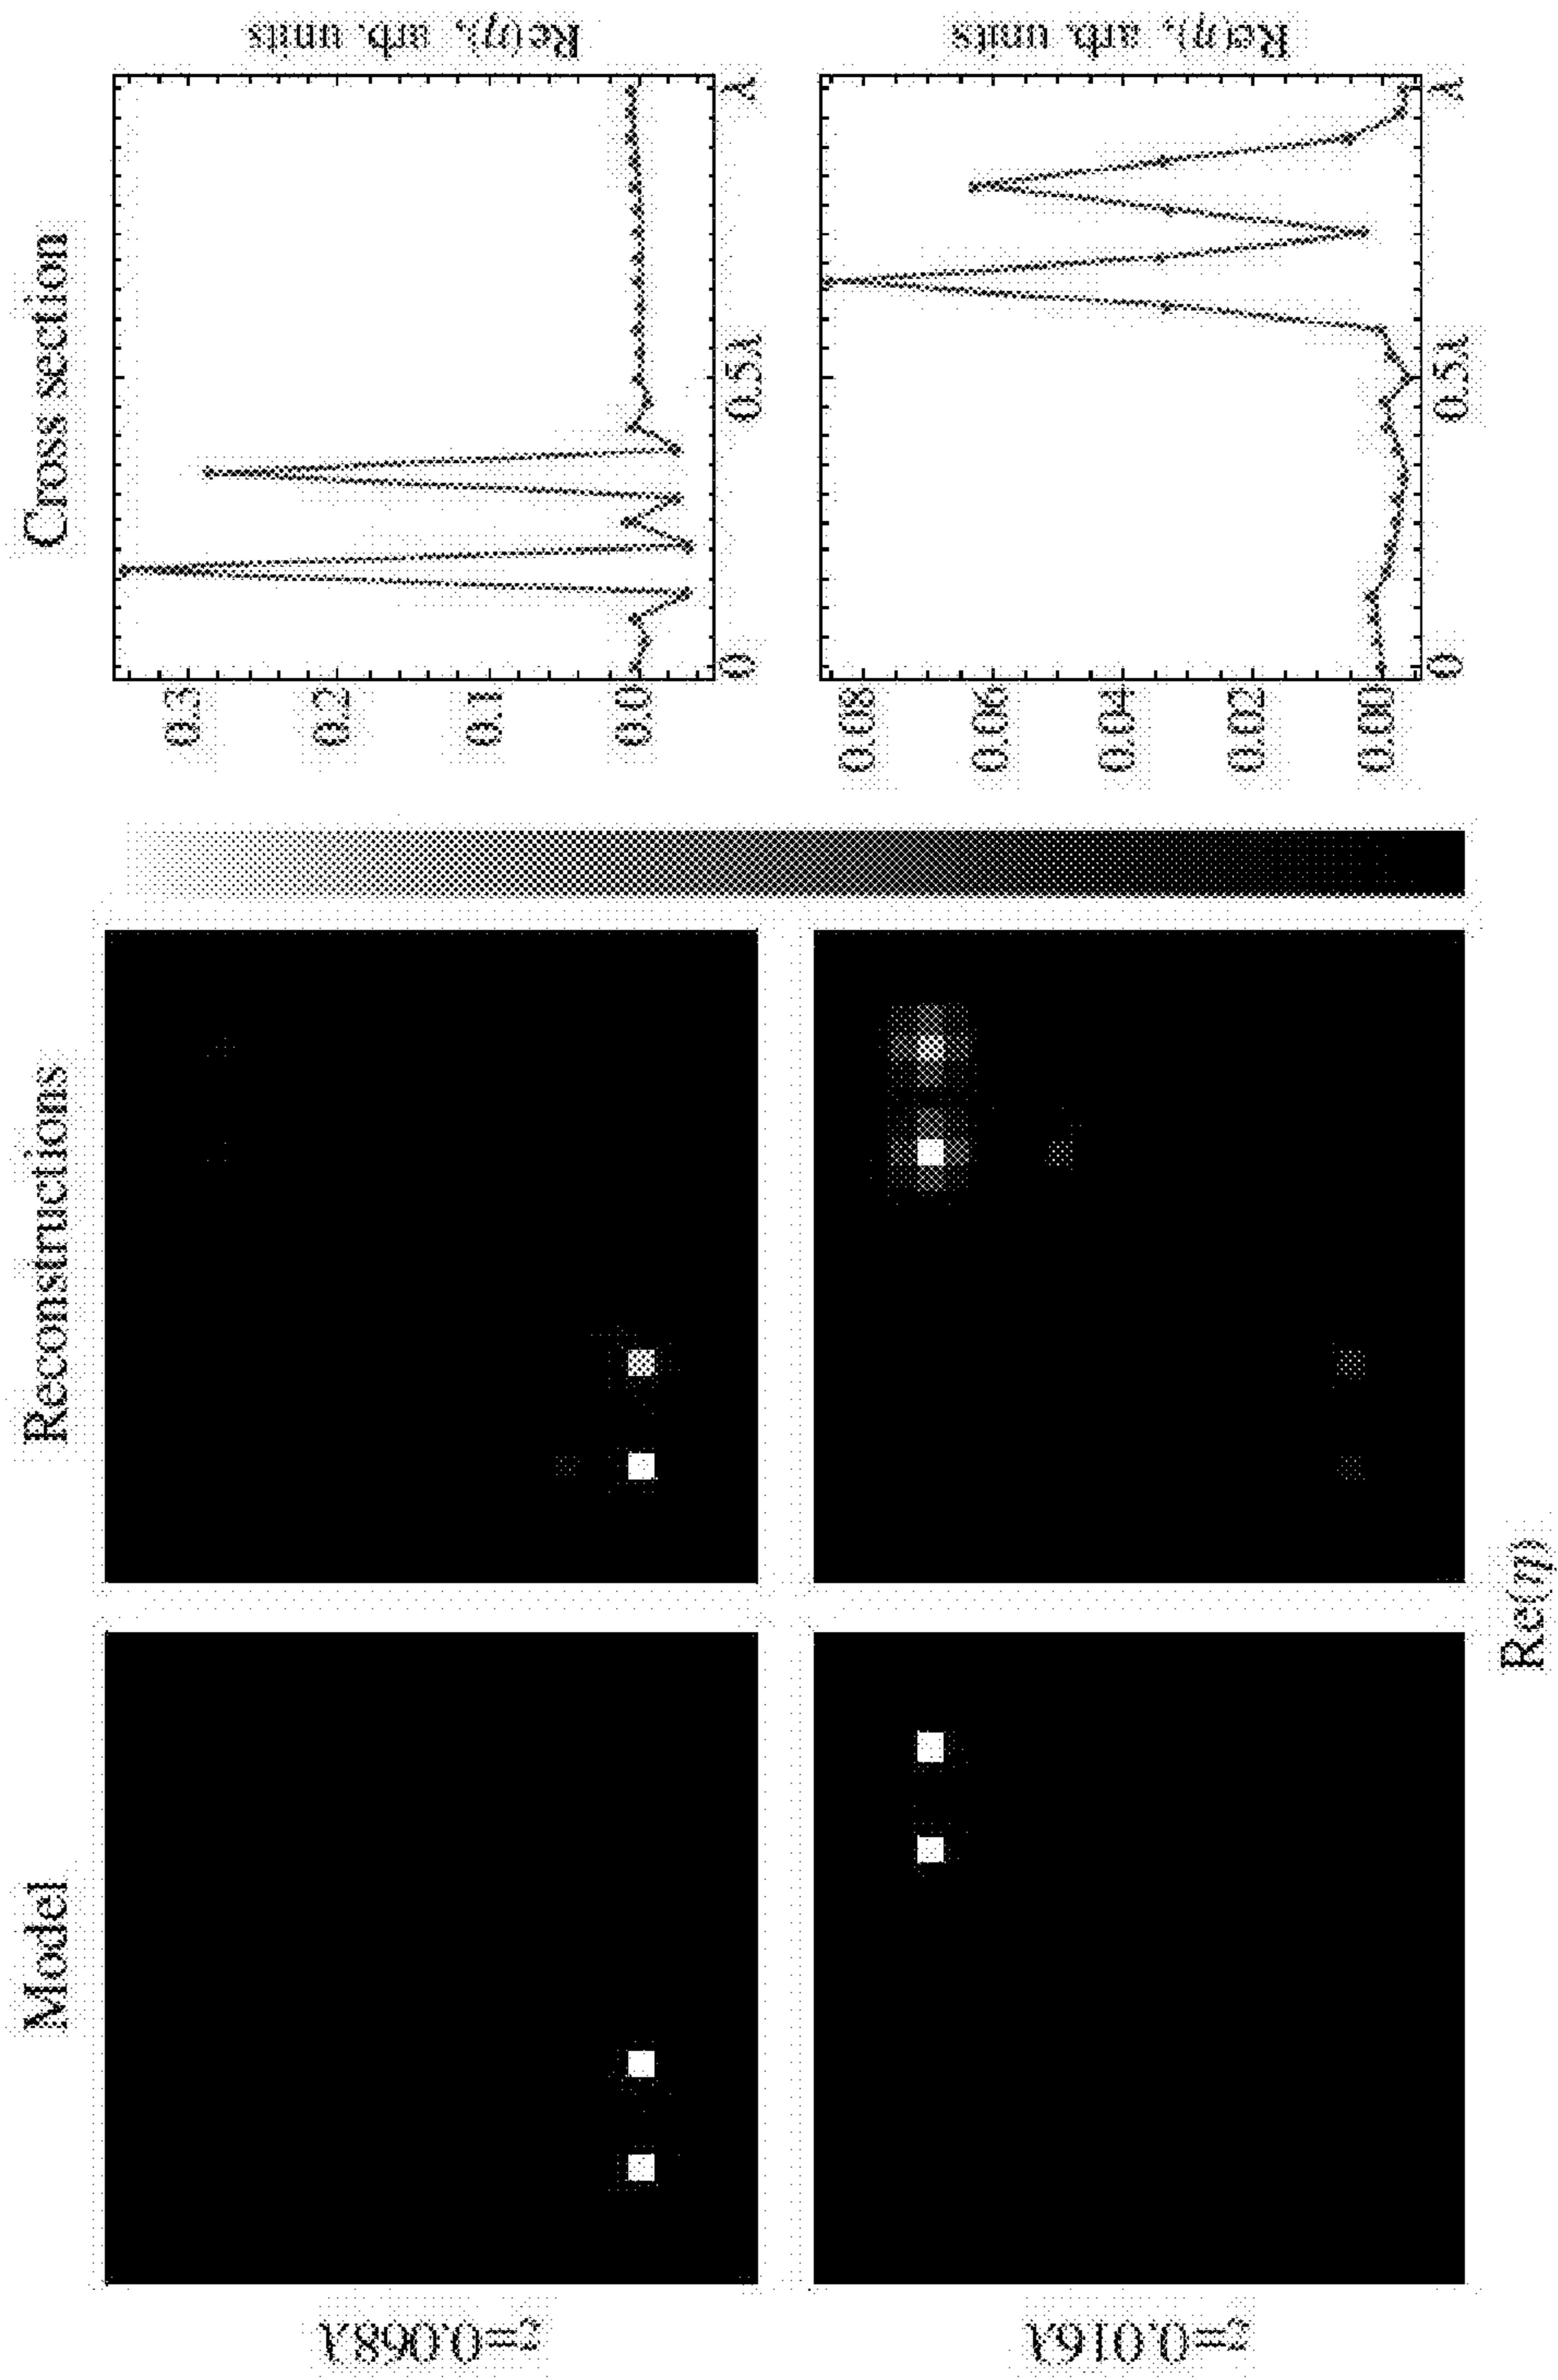 Model
Reconstructions
Cross section
z=0.068λ
0.3
0.2
0.1
0.0
0
0.5λ
λ
Re(η), arb. units
z=0.016λ
0.08
0.06
0.04
0.02
0.00
0
0.5λ
λ
Re(η), arb. units
Re(η)